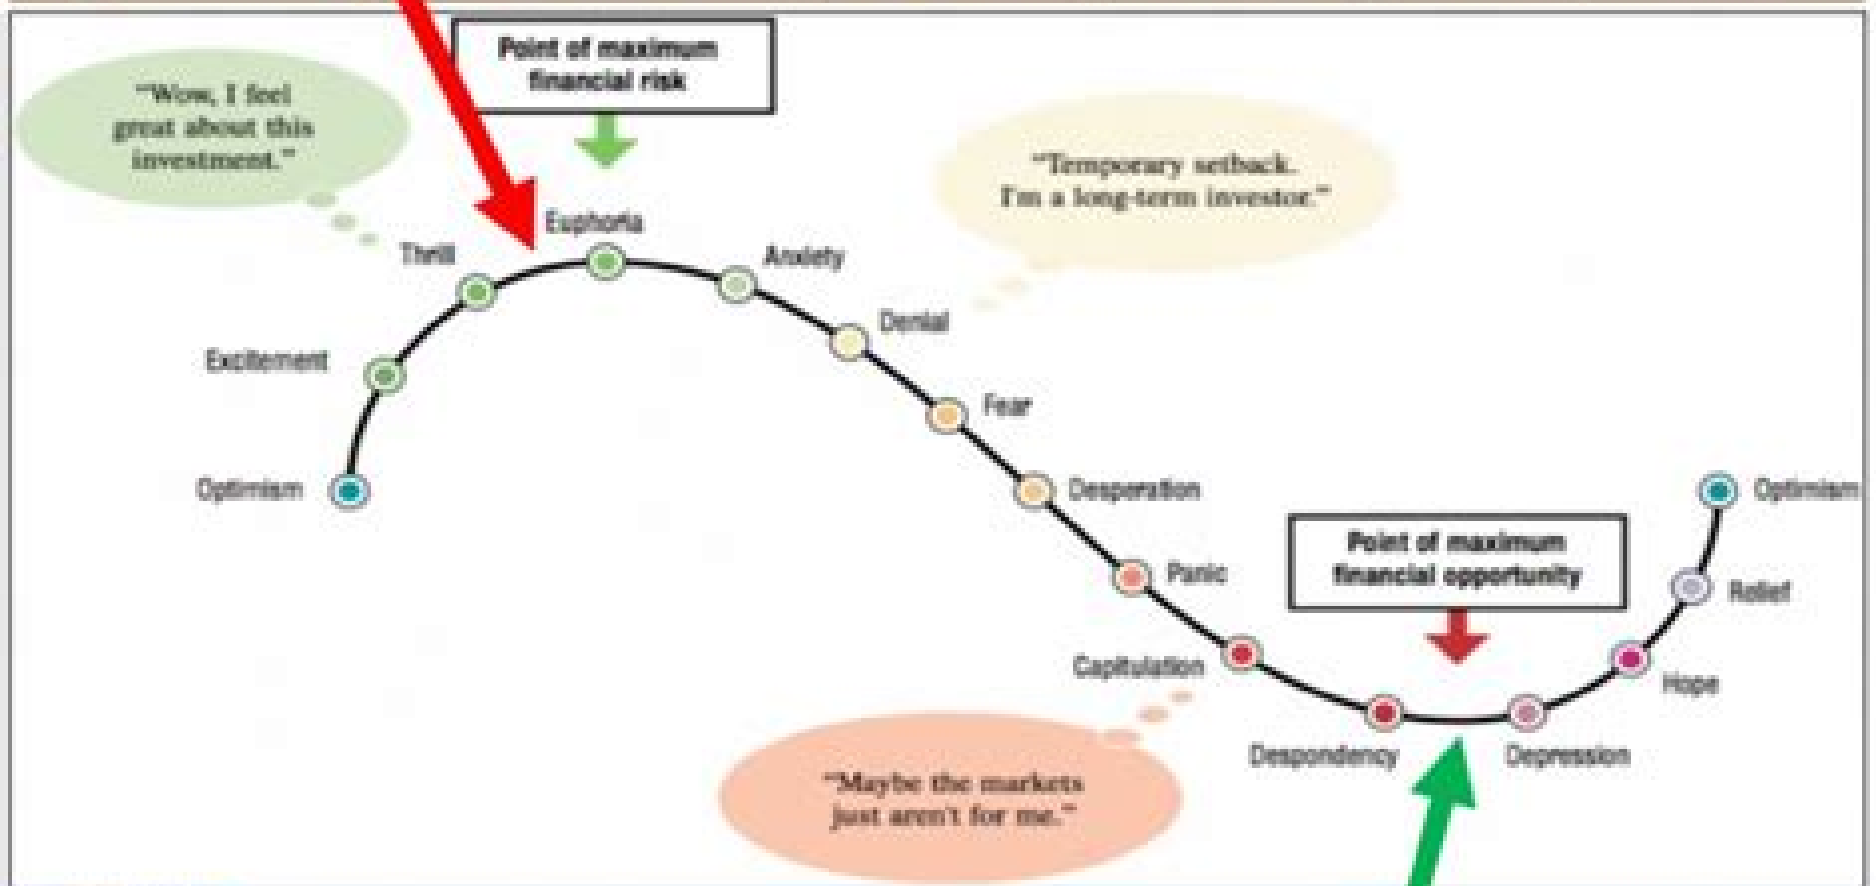 Point of maximum
financial risk
"Wow, I feel
great about this
investment."
"Temporary setback.
I'm a long-term investor."
Euphoria
Thrill
Anxiety
Denial
Excitement
Fear
Optimism
Desperation
Optimism
Point of maximum
financial opportunity
Panic
Relief
Capitulation
Hope
Despondency
Depression
"Maybe the markets
just aren't for me."